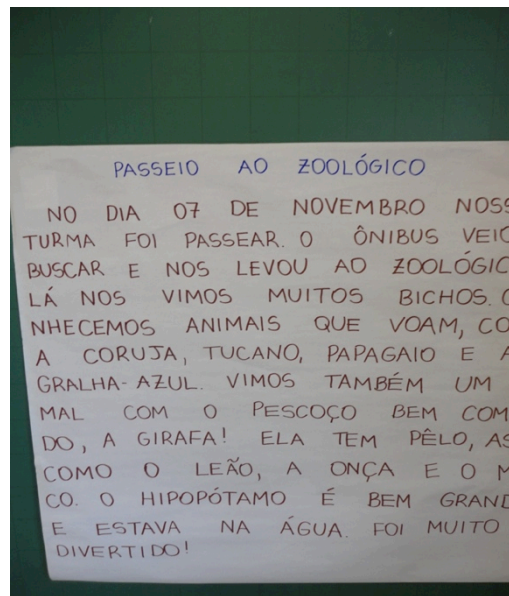 PASSEIO AO ZOOLÓGICO
NO DIA 07 DE NOVEMBRO NOSS
TURMA FOI PASSEAR. O ÔNIBUS VEIO
BUSCAR E NOS LEVOU AO ZOOLÓGIC
LÁ NOS VIMOS MUITOS BICHOS. C
NHECEMOS ANIMAIS QUE VOAM, CO
A CORUJA, TUCANO, PAPAGAIO E A
GRALHA-AZUL. VIMOS TAMBÉM UM
MAL COM O PESCOÇO BEM COM
DO, A GIRAFA! ELA TEM PÊLO, AS
COMO O LEÃO, A ONÇA E O M
CO. O HIPOPÓTAMO É BEM GRAND
E ESTAVA NA ÁGUA. FOI MUITO
DIVERTIDO!